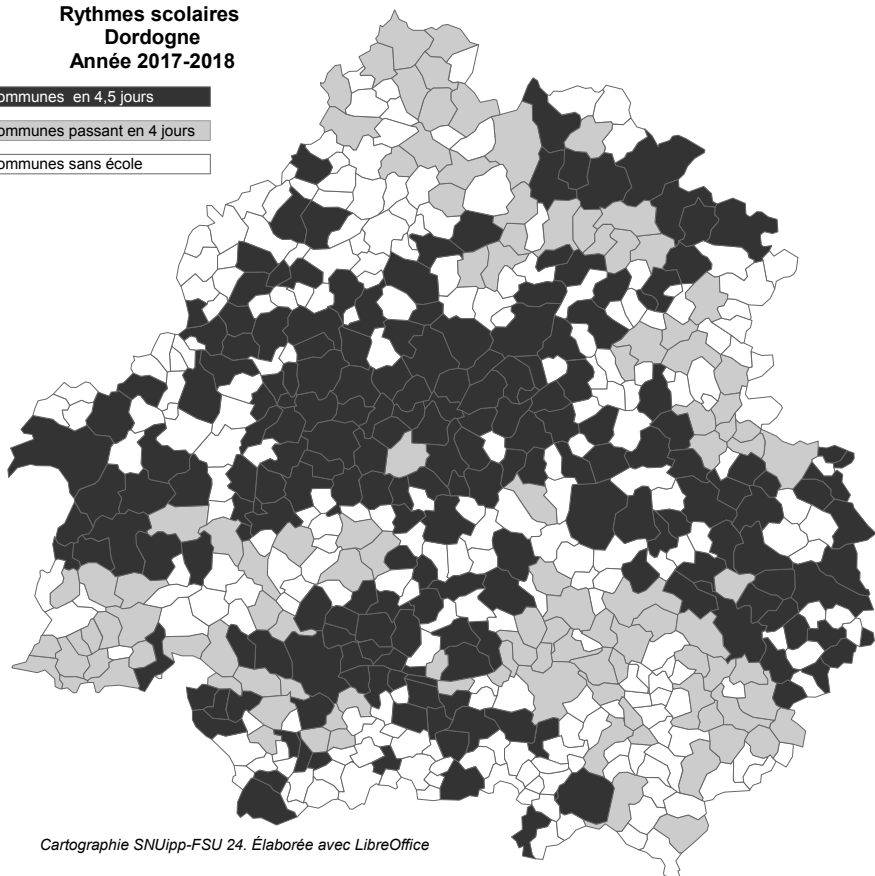 Rythmes scolaires
Dordogne
Année 2017-2018
ommunes en 4,5 jours
ommunes passant en 4 jours
ommunes sans école
Cartographie SNUipp-FSU 24. Élaborée avec LibreOffice